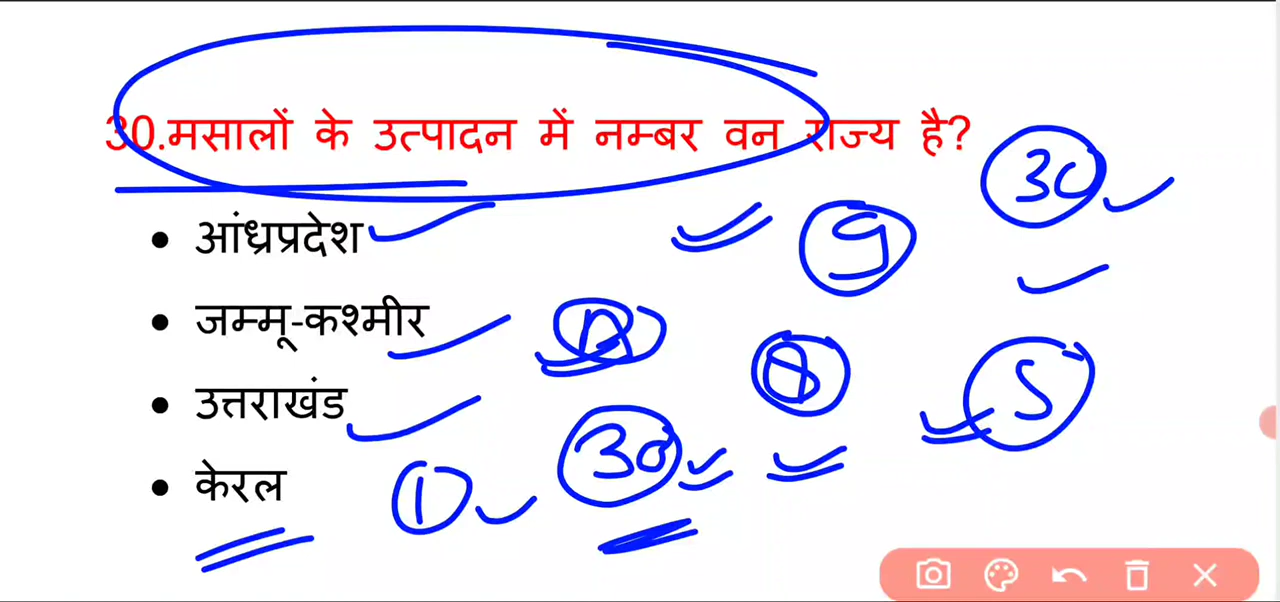 30.मसालों के उत्पादन में नम्बर वन राज्य है?
30
• आंध्रप्रदेश
9
• जम्मू-कश्मीर
• उत्तराखंड
5
• केरल
1 30